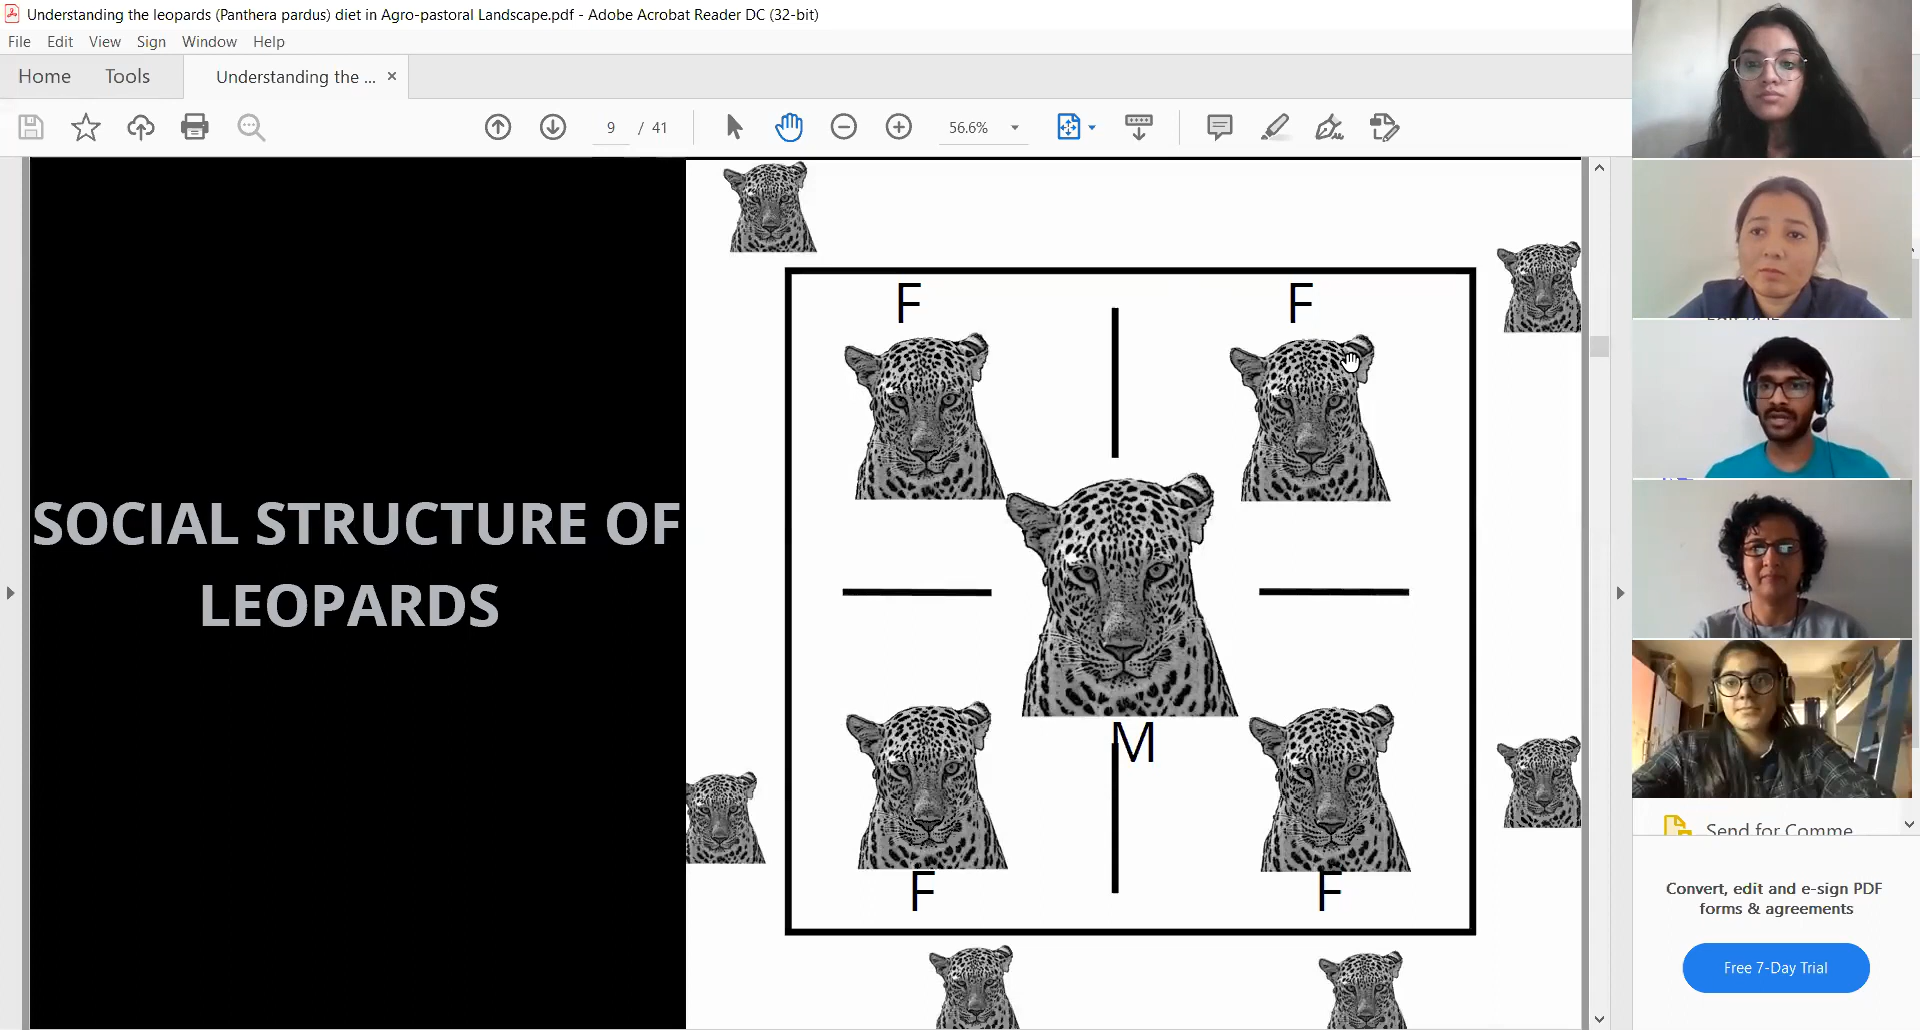 Understanding the leopards (Panthera pardus) diet in Agro-pastoral Landscape.pdf - Adobe Acrobat Reader DC (32-bit)
File Edit View Sign Window Help
Home Tools Understanding the ... ×
9 / 41 56.6%
SOCIAL STRUCTURE OF
LEOPARDS
F F
M
F F
Send for Comme
Convert, edit and e-sign PDF
forms & agreements
Free 7-Day Trial